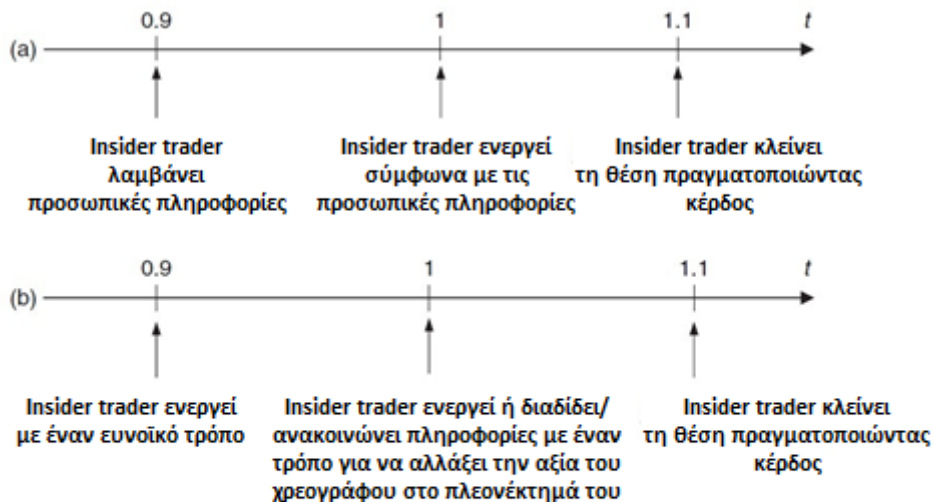 0.9 1 1.1 t
(a)
Insider trader Insider trader ενεργεί Insider trader κλείνει
λαμβάνει σύμφωνα με τις τη θέση πραγματοποιώντας
προσωπικές πληροφορίες προσωπικές πληροφορίες κέρδος
0.9 1 1.1 t
(b)
Insider trader ενεργεί Insider trader ενεργεί ή διαδίδει/ Insider trader κλείνει
με έναν ευνοϊκό τρόπο ανακοινώνει πληροφορίες με έναν τη θέση πραγματοποιώντας
τρόπο για να αλλάξει την αξία του κέρδος
χρεογράφου στο πλεονέκτημά του